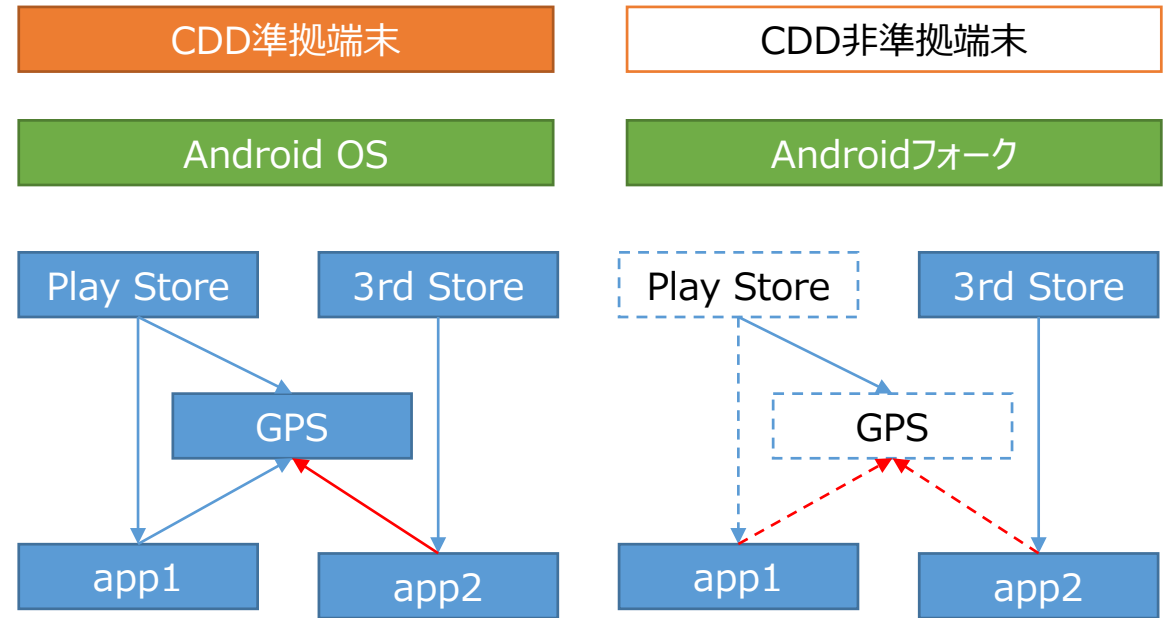 CDD準拠端末
CDD非準拠端末
Android OS
Androidフォーク
Play Store
3rd Store
Play Store
3rd Store
GPS
GPS
app1
app2
app1
app2